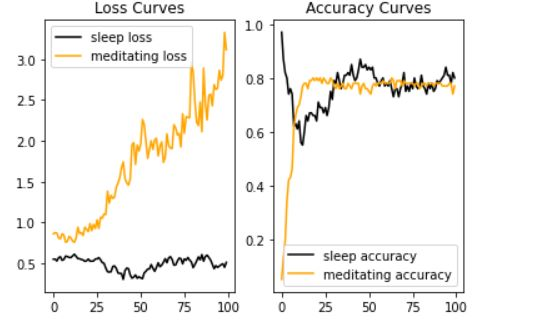 Loss Curves
sleep loss
meditating loss
3.0
2.5
2.0
1.5
1.0
0.5
0 25 50 75 100
Accuracy Curves
1.0
0.8
0.6
0.4
0.2
sleep accuracy
meditating accuracy
0 25 50 75 100